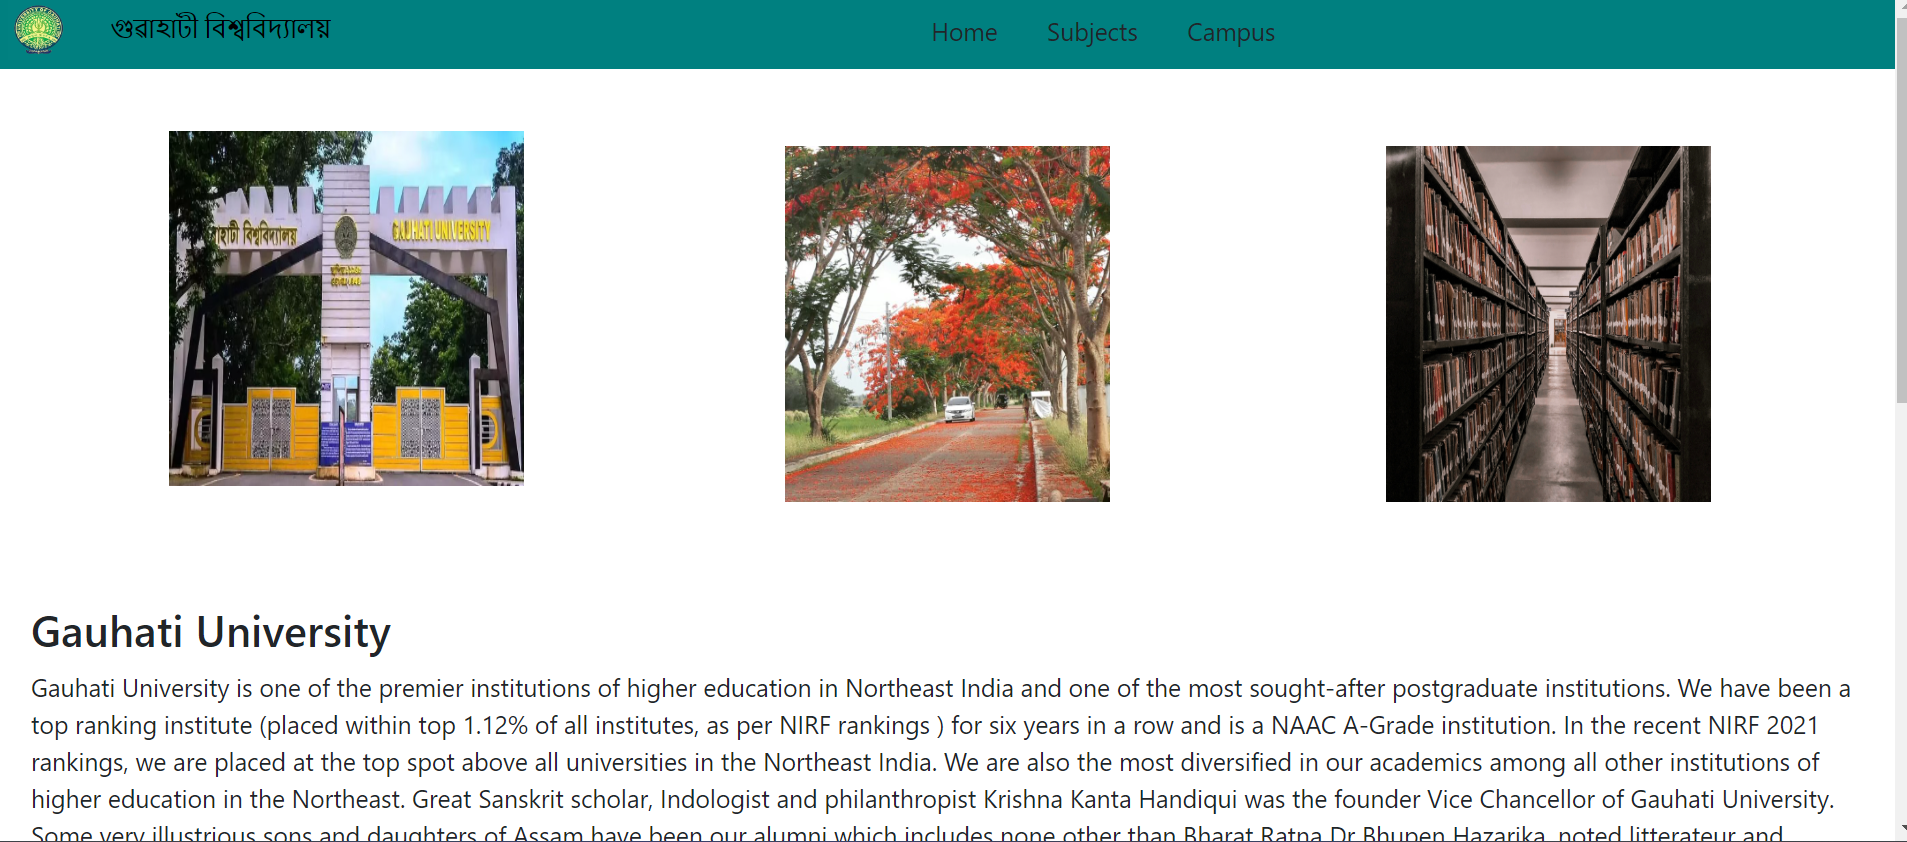 গুৱাহাটী বিশ্ববিদ্যালয়
Home Subjects Campus
বিশ্ববিদ্যালয়
GAUHATI UNIVERSITY
Gauhati University
Gauhati University is one of the premier institutions of higher education in Northeast India and one of the most sought-after postgraduate institutions. We have been a
top ranking institute (placed within top 1.12% of all institutes, as per NIRF rankings ) for six years in a row and is a NAAC A-Grade institution. In the recent NIRF 2021
rankings, we are placed at the top spot above all universities in the Northeast India. We are also the most diversified in our academics among all other institutions of
higher education in the Northeast. Great Sanskrit scholar, Indologist and philanthropist Krishna Kanta Handiqui was the founder Vice Chancellor of Gauhati University.
Some very illustrious sons and daughters of Assam have been our alumni which includes none other than Bharat Ratna Dr Bhupen Hazarika, noted litterateur and